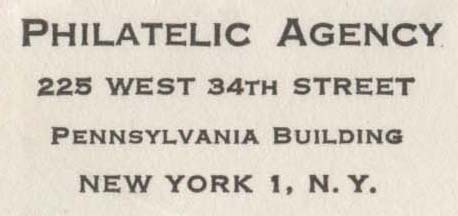 PHILATELIC AGENCY
225 WEST 34TH STREET
PENNSYLVANIA BUILDING
NEW YORK 1, N. Y.